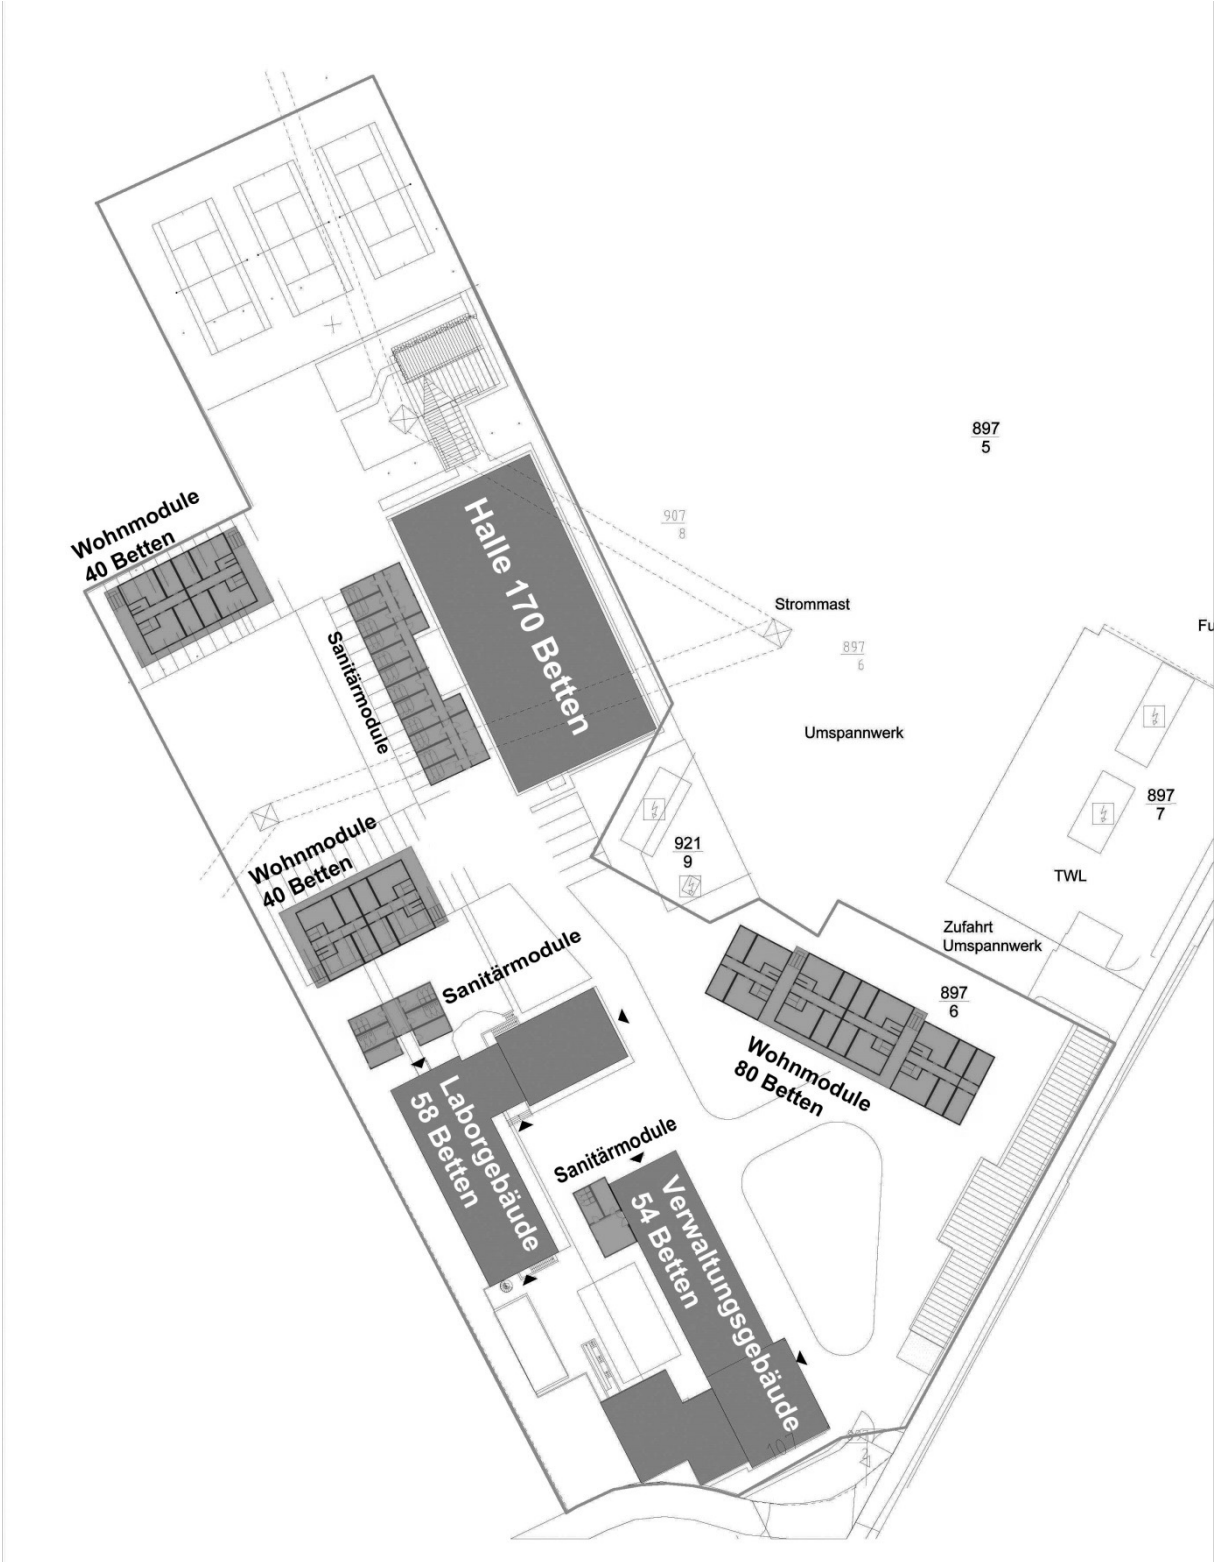 897
5
Wohnmodule
40 Betten
Halle 170 Betten
907
8
Strommast
Fu
Sanitärmodule
897
6
Umspannwerk
897
7
Wohnmodule
40 Betten
921
9
TWL
Zufahrt
Umspannwerk
Sanitärmodule
897
6
Wohnmodule
80 Betten
Laborgebäude
58 Betten
Sanitärmodule
Verwaltungsgebäude
54 Betten